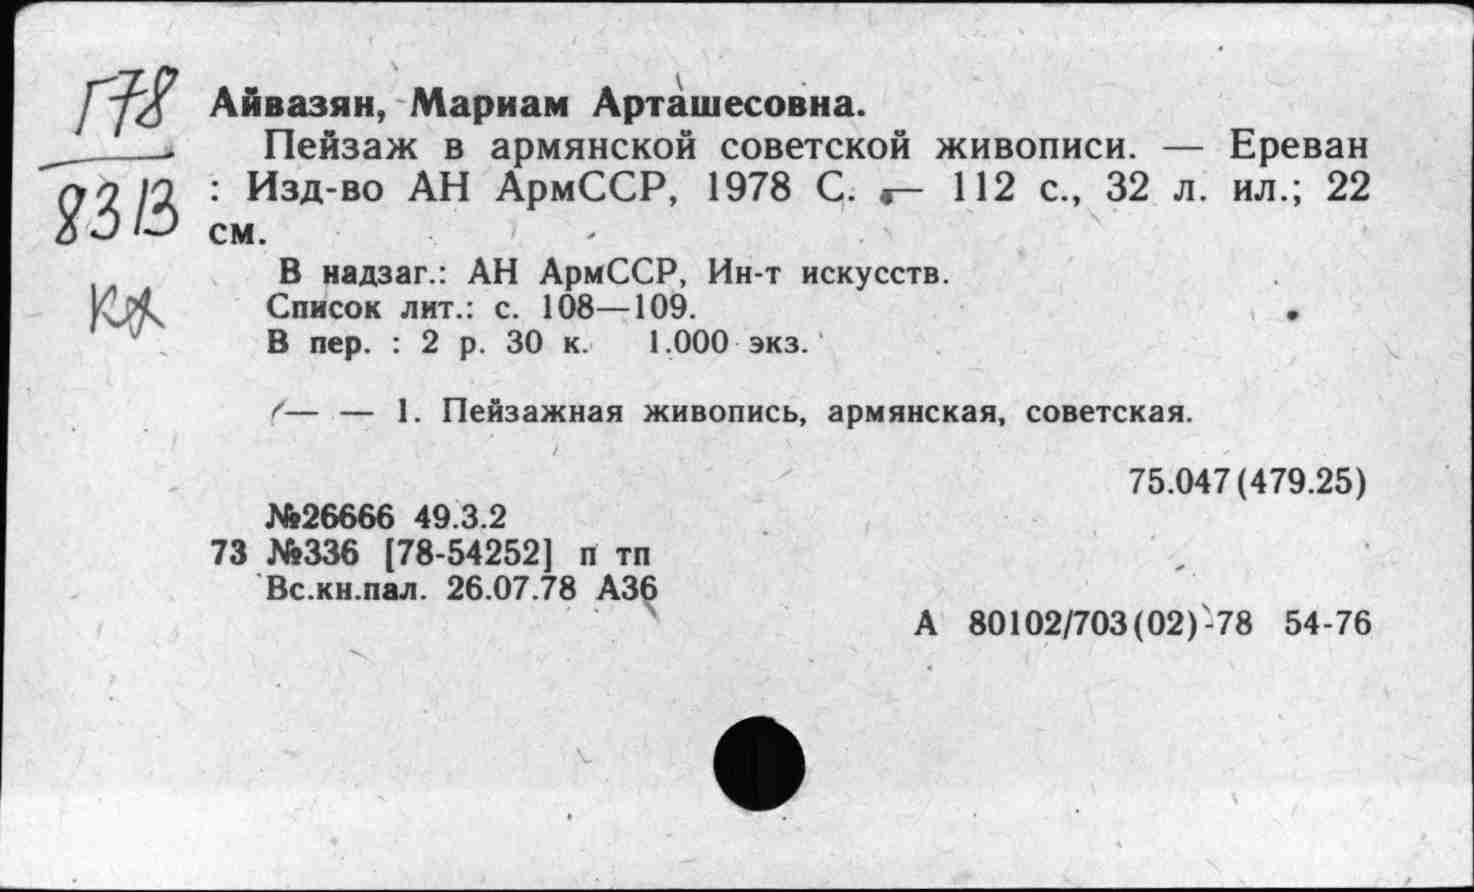 Г78
8313
КХ
Айвазян, Мариам Арташесовна.
Пейзаж в армянской советской живописи. — Ереван
: Изд-во АН АрмССР, 1978 С. — 112 с., 32 л. ил.; 22
см.
В надзаг.: АН АрмССР, Ин-т искусств.
Список лит.: с. 108—109.
В пер. : 2 р. 30 к. 1.000 экз.
— — 1. Пейзажная живопись, армянская, советская.
75.047(479.25)
№26666 49.3.2
73 №336 [78-54252] п тп
Вс.кн.пал. 26.07.78 А36
А 80102/703(02)-78 54-76